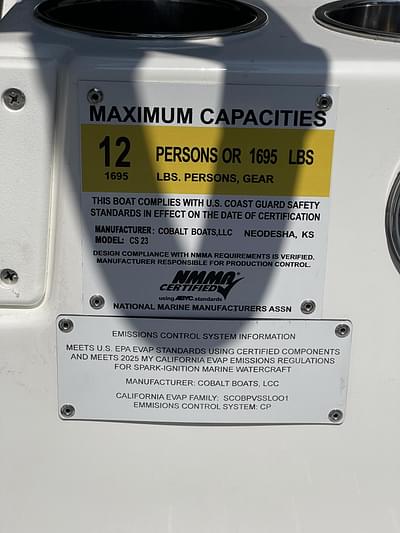 MAXIMUM CAPACITIES
12 PERSONS OR 1695 LBS
1695 LBS. PERSONS, GEAR
THIS BOAT COMPLIES WITH U.S. COAST GUARD SAFETY
STANDARDS IN EFFECT ON THE DATE OF CERTIFICATION
MANUFACTURER: COBALT BOATS,LLC NEODESHA, KS
MODEL: CS 23
DESIGN COMPLIANCE WITH NMMA REQUIREMENTS IS VERIFIED.
MANUFACTURER RESPONSIBLE FOR PRODUCTION CONTROL.
NMMA
CERTIFIED
using ABYC. standards
NATIONAL MARINE MANUFACTURERS ASSN
EMISSIONS CONTROL SYSTEM INFORMATION
MEETS U.S. EPA EVAP STANDARDS USING CERTIFIED COMPONENTS
AND MEETS 2025 MY CALIFORNIA EVAP EMISSIONS REGULATIONS
FOR SPARK-IGNITION MARINE WATERCRAFT
MANUFACTURER: COBALT BOATS, LCC
CALIFORNIA EVAP FAMILY: SCOBPVSSLOO1
EMMISIONS CONTROL SYSTEM: CP